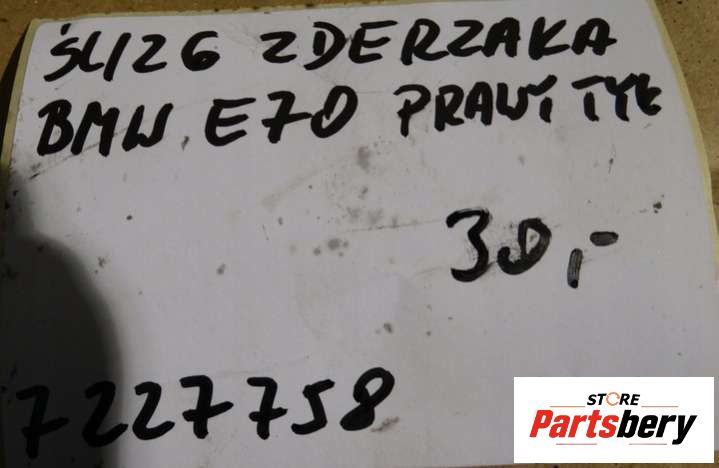 ŚLIZG ZDERZAKA
BMW E70 PRAWY TYŁ
30,-
7227758
STORE
Partsbery